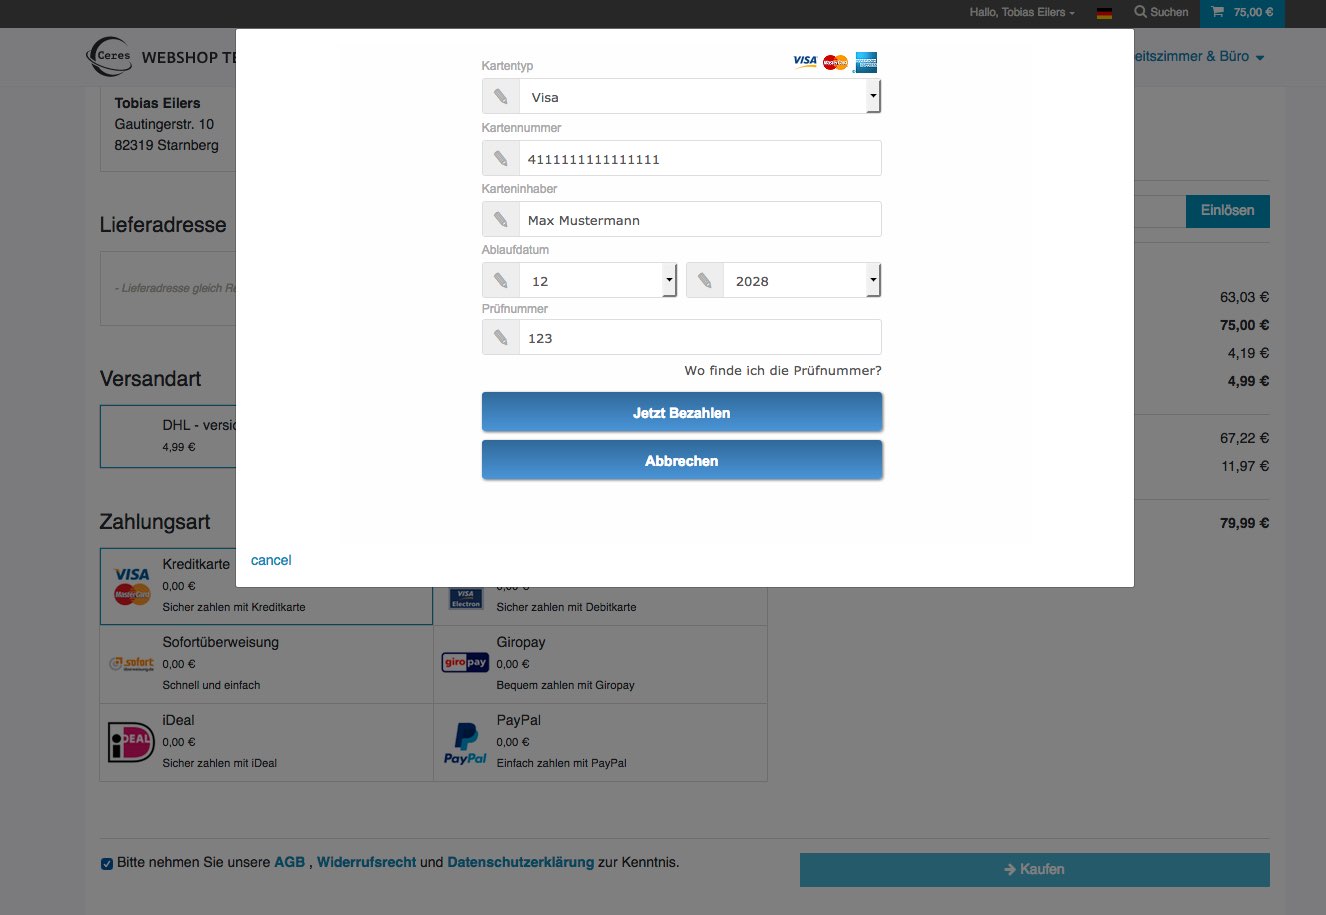 Hallo, Tobias Eilers
Suchen
75,00 €
Ceres
WEBSHOP
Büro
Tobias Eilers
Gautingerstr. 10
82319 Starnberg
Lieferadresse
- Lieferadresse gleich
Versandart
DHL -
4,99 €
Zahlungsart
VISA
MasterCard
Kreditkarte
0,00 €
Sicher zahlen mit Kreditkarte
VISA
Electron
0,00 €
Sicher zahlen mit Debitkarte
sofort
Sofortüberweisung
0,00 €
Schnell und einfach
giropay
Giropay
0,00 €
Bequem zahlen mit Giropay
iDEAL
iDeal
0,00 €
Sicher zahlen mit iDeal
PayPal
PayPal
0,00 €
Einfach zahlen mit PayPal
Kartentyp
VISA
MasterCard
Visa
Kartennummer
4111111111111111
Karteninhaber
Max Mustermann
Ablaufdatum
12
2028
Prüfnummer
123
Wo finde ich die Prüfnummer?
Jetzt Bezahlen
Abbrechen
cancel
Einlösen
63,03 €
75,00 €
4,19 €
4,99 €
67,22 €
11,97 €
79,99 €
Bitte nehmen Sie unsere AGB , Widerrufsrecht und Datenschutzerklärung zur Kenntnis.
Kaufen